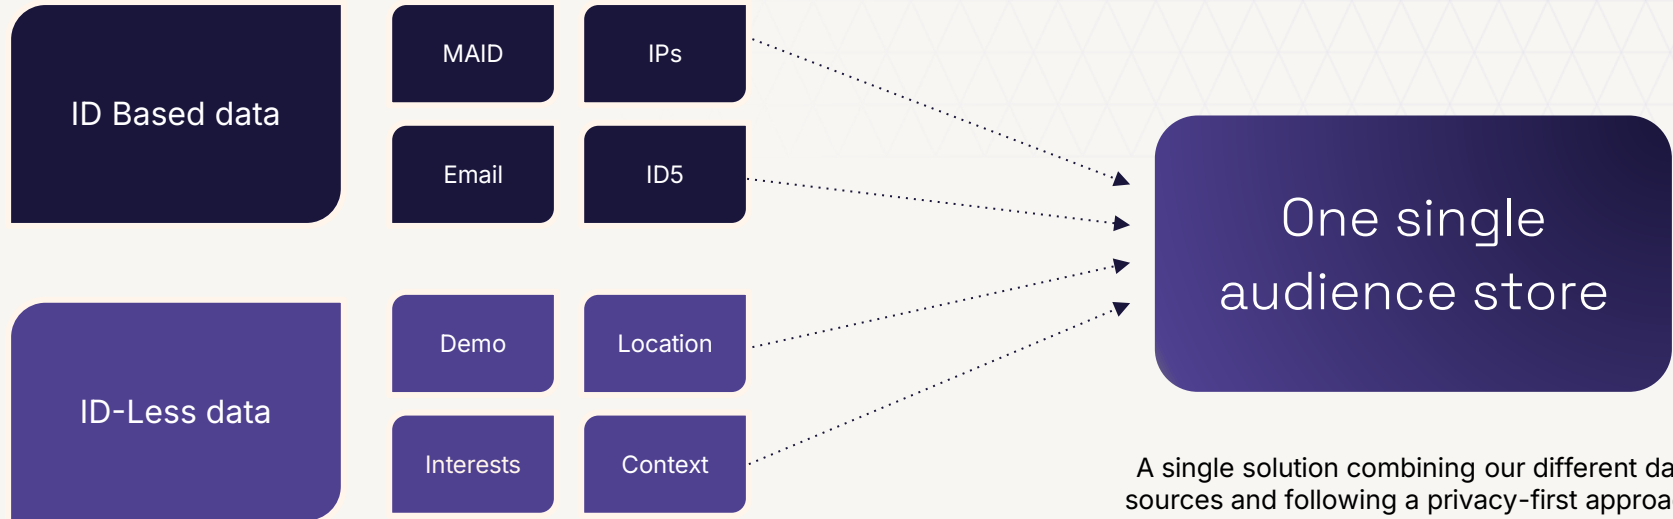 ID Based data
MAID
IPs
Email
ID5
ID-Less data
Demo
Location
Interests
Context
One single
audience store
A single solution combining our different
sources and following a privacy-first